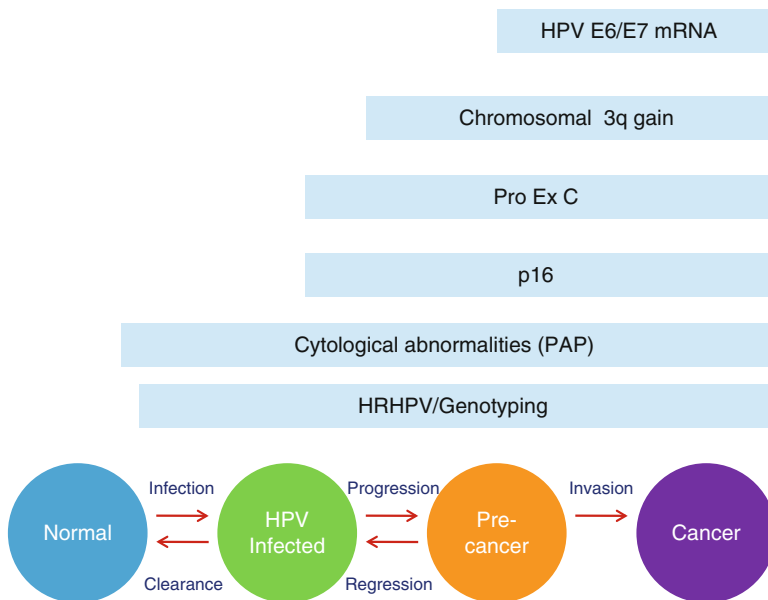 HPV E6/E7 mRNA
Chromosomal 3q gain
Pro Ex C
p16
Cytological abnormalities (PAP)
HRHPV/Genotyping
Infection
Progression
Invasion
Normal
HPV
Infected
Pre-
cancer
Cancer
Clearance
Regression